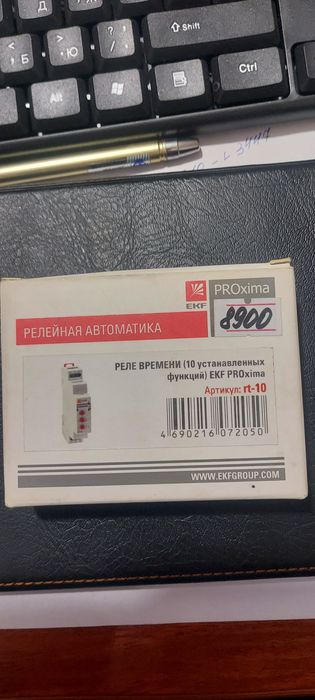 Д
Л
Ж
Э
Б
Ю
Shift
Alt
Ctrl
EKF
PROxima
8900
РЕЛЕЙНАЯ АВТОМАТИКА
РЕЛЕ ВРЕМЕНИ (10 установленных
функций) EKF PROxima
Артикул: rt-10
4 690216 072050
WWW.EKFGROUP.COM